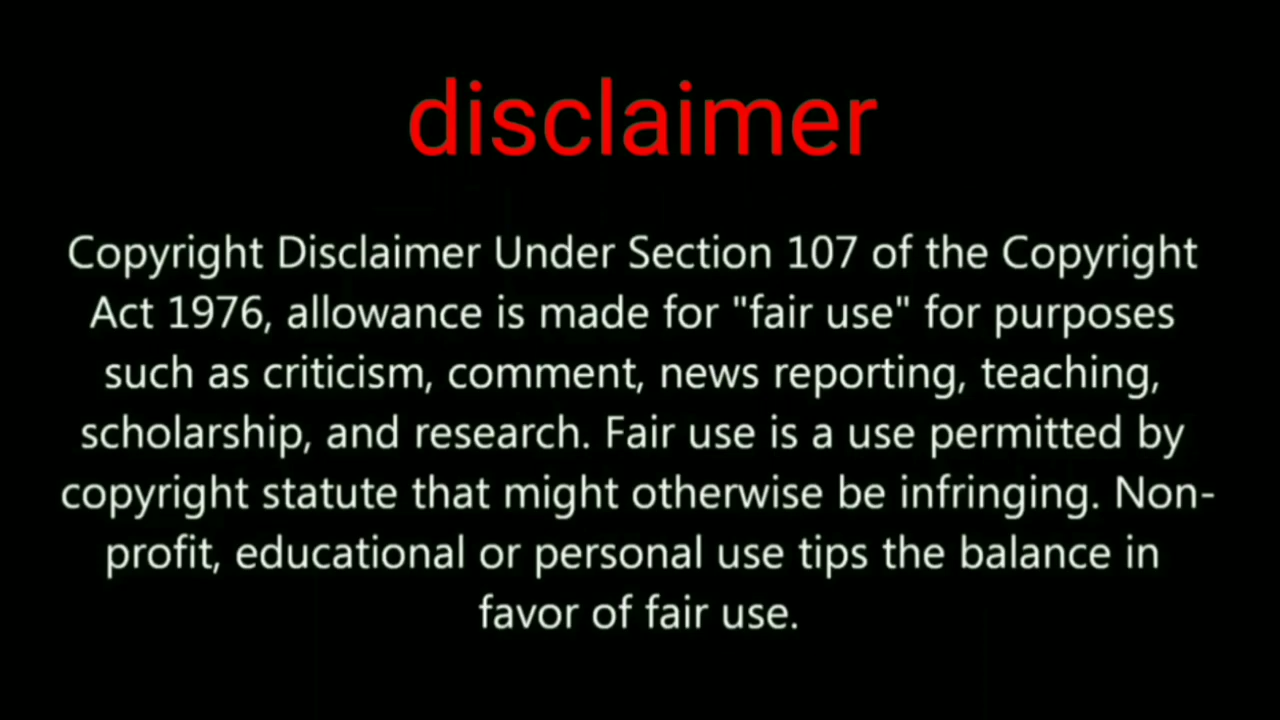 disclaimer
Copyright Disclaimer Under Section 107 of the Copyright
Act 1976, allowance is made for "fair use" for purposes
such as criticism, comment, news reporting, teaching,
scholarship, and research. Fair use is a use permitted by
copyright statute that might otherwise be infringing. Non-
profit, educational or personal use tips the balance in
favor of fair use.